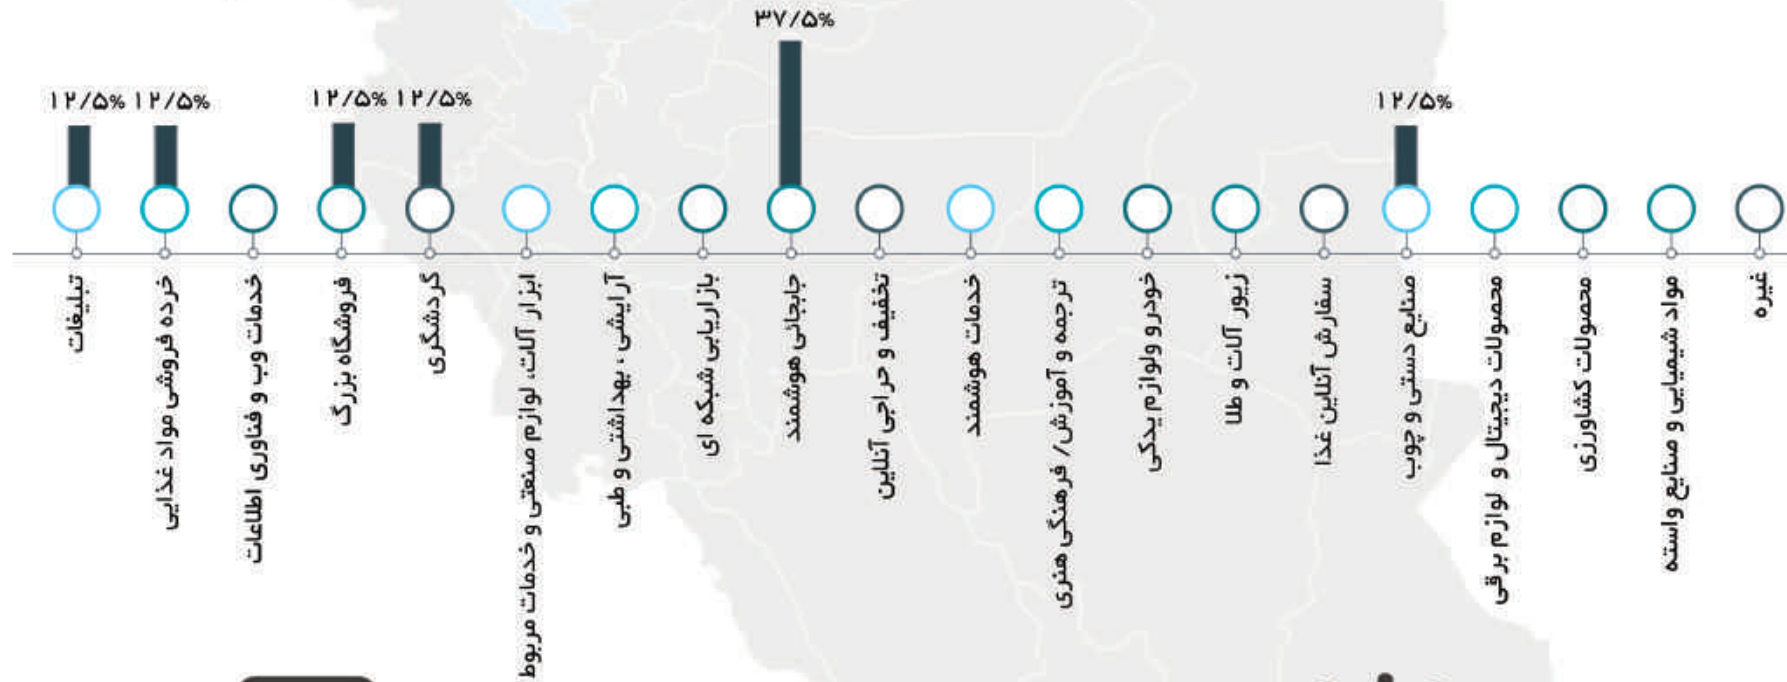 ۳۷/۵%
۱۲/۵% ۱۲/۵% ۱۲/۵% ۱۲/۵% ۱۲/۵%
تبلیغات
خرده فروشی مواد غذایی
خدمات وب و فناوری اطلاعات
فروشگاه بزرگ
گردشگری
ابزار آلات، لوازم صنعتی و خدمات مربوط
آرایشی ، بهداشتی و طبی
بازاریابی شبکه ای
جابجائی هوشمند
تخفیف و حراجی آنلاین
خدمات هوشمند
ترجمه و آموزش/ فرهنگی هنری
خودرو ولوازم یدکی
زیور آلات و طلا
سفارش آنلاین غذا
صنایع دستی و چوب
محصولات دیجیتال و لوازم برقی
محصولات کشاورزی
مواد شیمیایی و صنایع وابسته
غیره